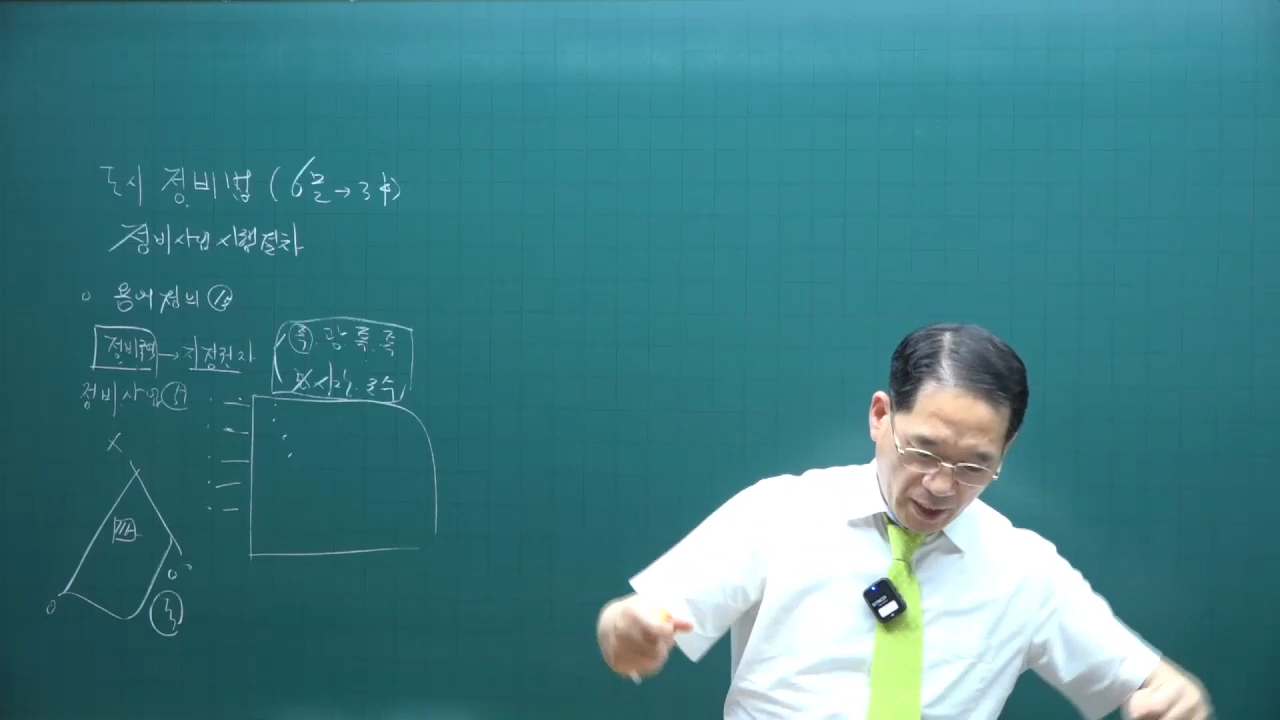 도시 정비법 (6문→3개)
정비사업 시행절차
용어정의
정비구역→지정권자
정비사업
특. 광 특. 특
시장. 군수